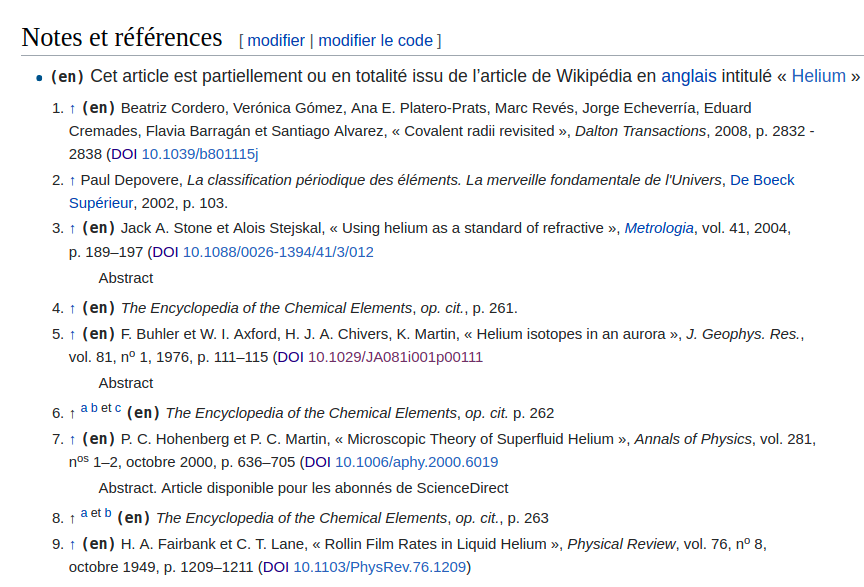 Notes et références [ modifier | modifier le code ]
• (en) Cet article est partiellement ou en totalité issu de l’article de Wikipédia en anglais intitulé « Helium »
1. ↑ (en) Beatriz Cordero, Verónica Gómez, Ana E. Platero-Prats, Marc Revés, Jorge Echeverría, Eduard
Cremades, Flavia Barragán et Santiago Alvarez, « Covalent radii revisited », Dalton Transactions, 2008, p. 2832 -
2838 (DOI 10.1039/b801115j
2. ↑ Paul Depovere, La classification périodique des éléments. La merveille fondamentale de l'Univers, De Boeck
Supérieur, 2002, p. 103.
3. ↑ (en) Jack A. Stone et Alois Stejskal, « Using helium as a standard of refractive », Metrologia, vol. 41, 2004,
p. 189–197 (DOI 10.1088/0026-1394/41/3/012
Abstract
4. ↑ (en) The Encyclopedia of the Chemical Elements, op. cit., p. 261.
5. ↑ (en) F. Buhler et W. I. Axford, H. J. A. Chivers, K. Martin, « Helium isotopes in an aurora », J. Geophys. Res.,
vol. 81, nº 1, 1976, p. 111–115 (DOI 10.1029/JA081i001p00111
Abstract
6. ↑ a b et c (en) The Encyclopedia of the Chemical Elements, op. cit. p. 262
7. ↑ (en) P. C. Hohenberg et P. C. Martin, « Microscopic Theory of Superfluid Helium », Annals of Physics, vol. 281,
nos 1–2, octobre 2000, p. 636–705 (DOI 10.1006/aphy.2000.6019
Abstract. Article disponible pour les abonnés de ScienceDirect
8. ↑ a et b (en) The Encyclopedia of the Chemical Elements, op. cit., p. 263
9. ↑ (en) H. A. Fairbank et C. T. Lane, « Rollin Film Rates in Liquid Helium », Physical Review, vol. 76, nº 8,
octobre 1949, p. 1209–1211 (DOI 10.1103/PhysRev.76.1209)